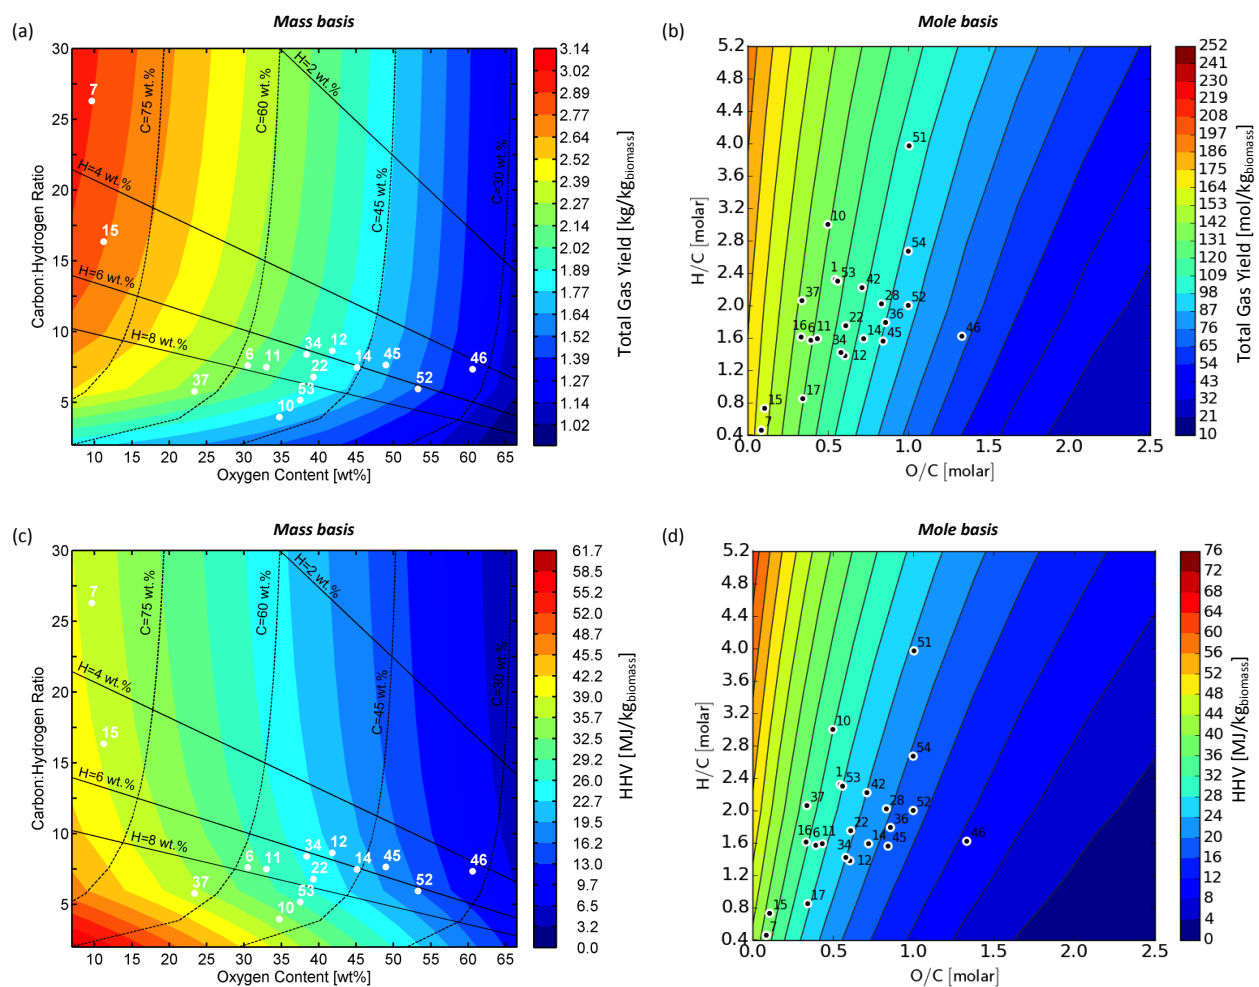 (a)
Mass basis
30
25
20
15
10
5
10 15 20 25 30 35 40 45 50 55 60 65
Carbon:Hydrogen Ratio
Oxygen Content [wt%]
C=75 wt.%
C=60 wt.%
C=45 wt.%
C=30 wt.%
H=2 wt.%
H=4 wt.%
H=6 wt.%
H=8 wt.%
7
15
34 12
6 11 14 45 46
37 22 52
53
10
3.14
3.02
2.89
2.77
2.64
2.52
2.39
2.27
2.14
2.02
1.89
1.77
1.64
1.52
1.39
1.27
1.14
1.02
Total Gas Yield [kg/kgbiomass]
(b)
Mole basis
5.2
4.8
4.4
4.0
3.6
3.2
2.8
2.4
2.0
1.6
1.2
0.8
0.4
0.0 0.5 1.0 1.5 2.0 2.5
H/C [molar]
O/C [molar]
51
10
54
1 53 42
37 28 52
22 36
16 6 11 14 45 46
34 12
17
15
7
252
241
230
219
208
197
186
175
164
153
142
131
120
109
98
87
76
65
54
43
32
21
10
Total Gas Yield [mol/kgbiomass]
(c)
Mass basis
30
25
20
15
10
5
10 15 20 25 30 35 40 45 50 55 60 65
Carbon:Hydrogen Ratio
Oxygen Content [wt%]
C=75 wt.%
C=60 wt.%
C=45 wt.%
C=30 wt.%
H=2 wt.%
H=4 wt.%
H=6 wt.%
H=8 wt.%
7
15
34 12
6 11 14 45 46
37 22 52
53
10
61.7
58.5
55.2
52.0
48.7
45.5
42.2
39.0
35.7
32.5
29.2
26.0
22.7
19.5
16.2
13.0
9.7
6.5
3.2
0.0
HHV [MJ/kgbiomass]
(d)
Mole basis
5.2
4.8
4.4
4.0
3.6
3.2
2.8
2.4
2.0
1.6
1.2
0.8
0.4
0.0 0.5 1.0 1.5 2.0 2.5
H/C [molar]
O/C [molar]
51
10
54
1 53 42
37 28 52
22 36
16 6 11 14 45 46
34 12
17
15
7
76
72
68
64
60
56
52
48
44
40
36
32
28
24
20
16
12
8
4
0
HHV [MJ/kgbiomass]